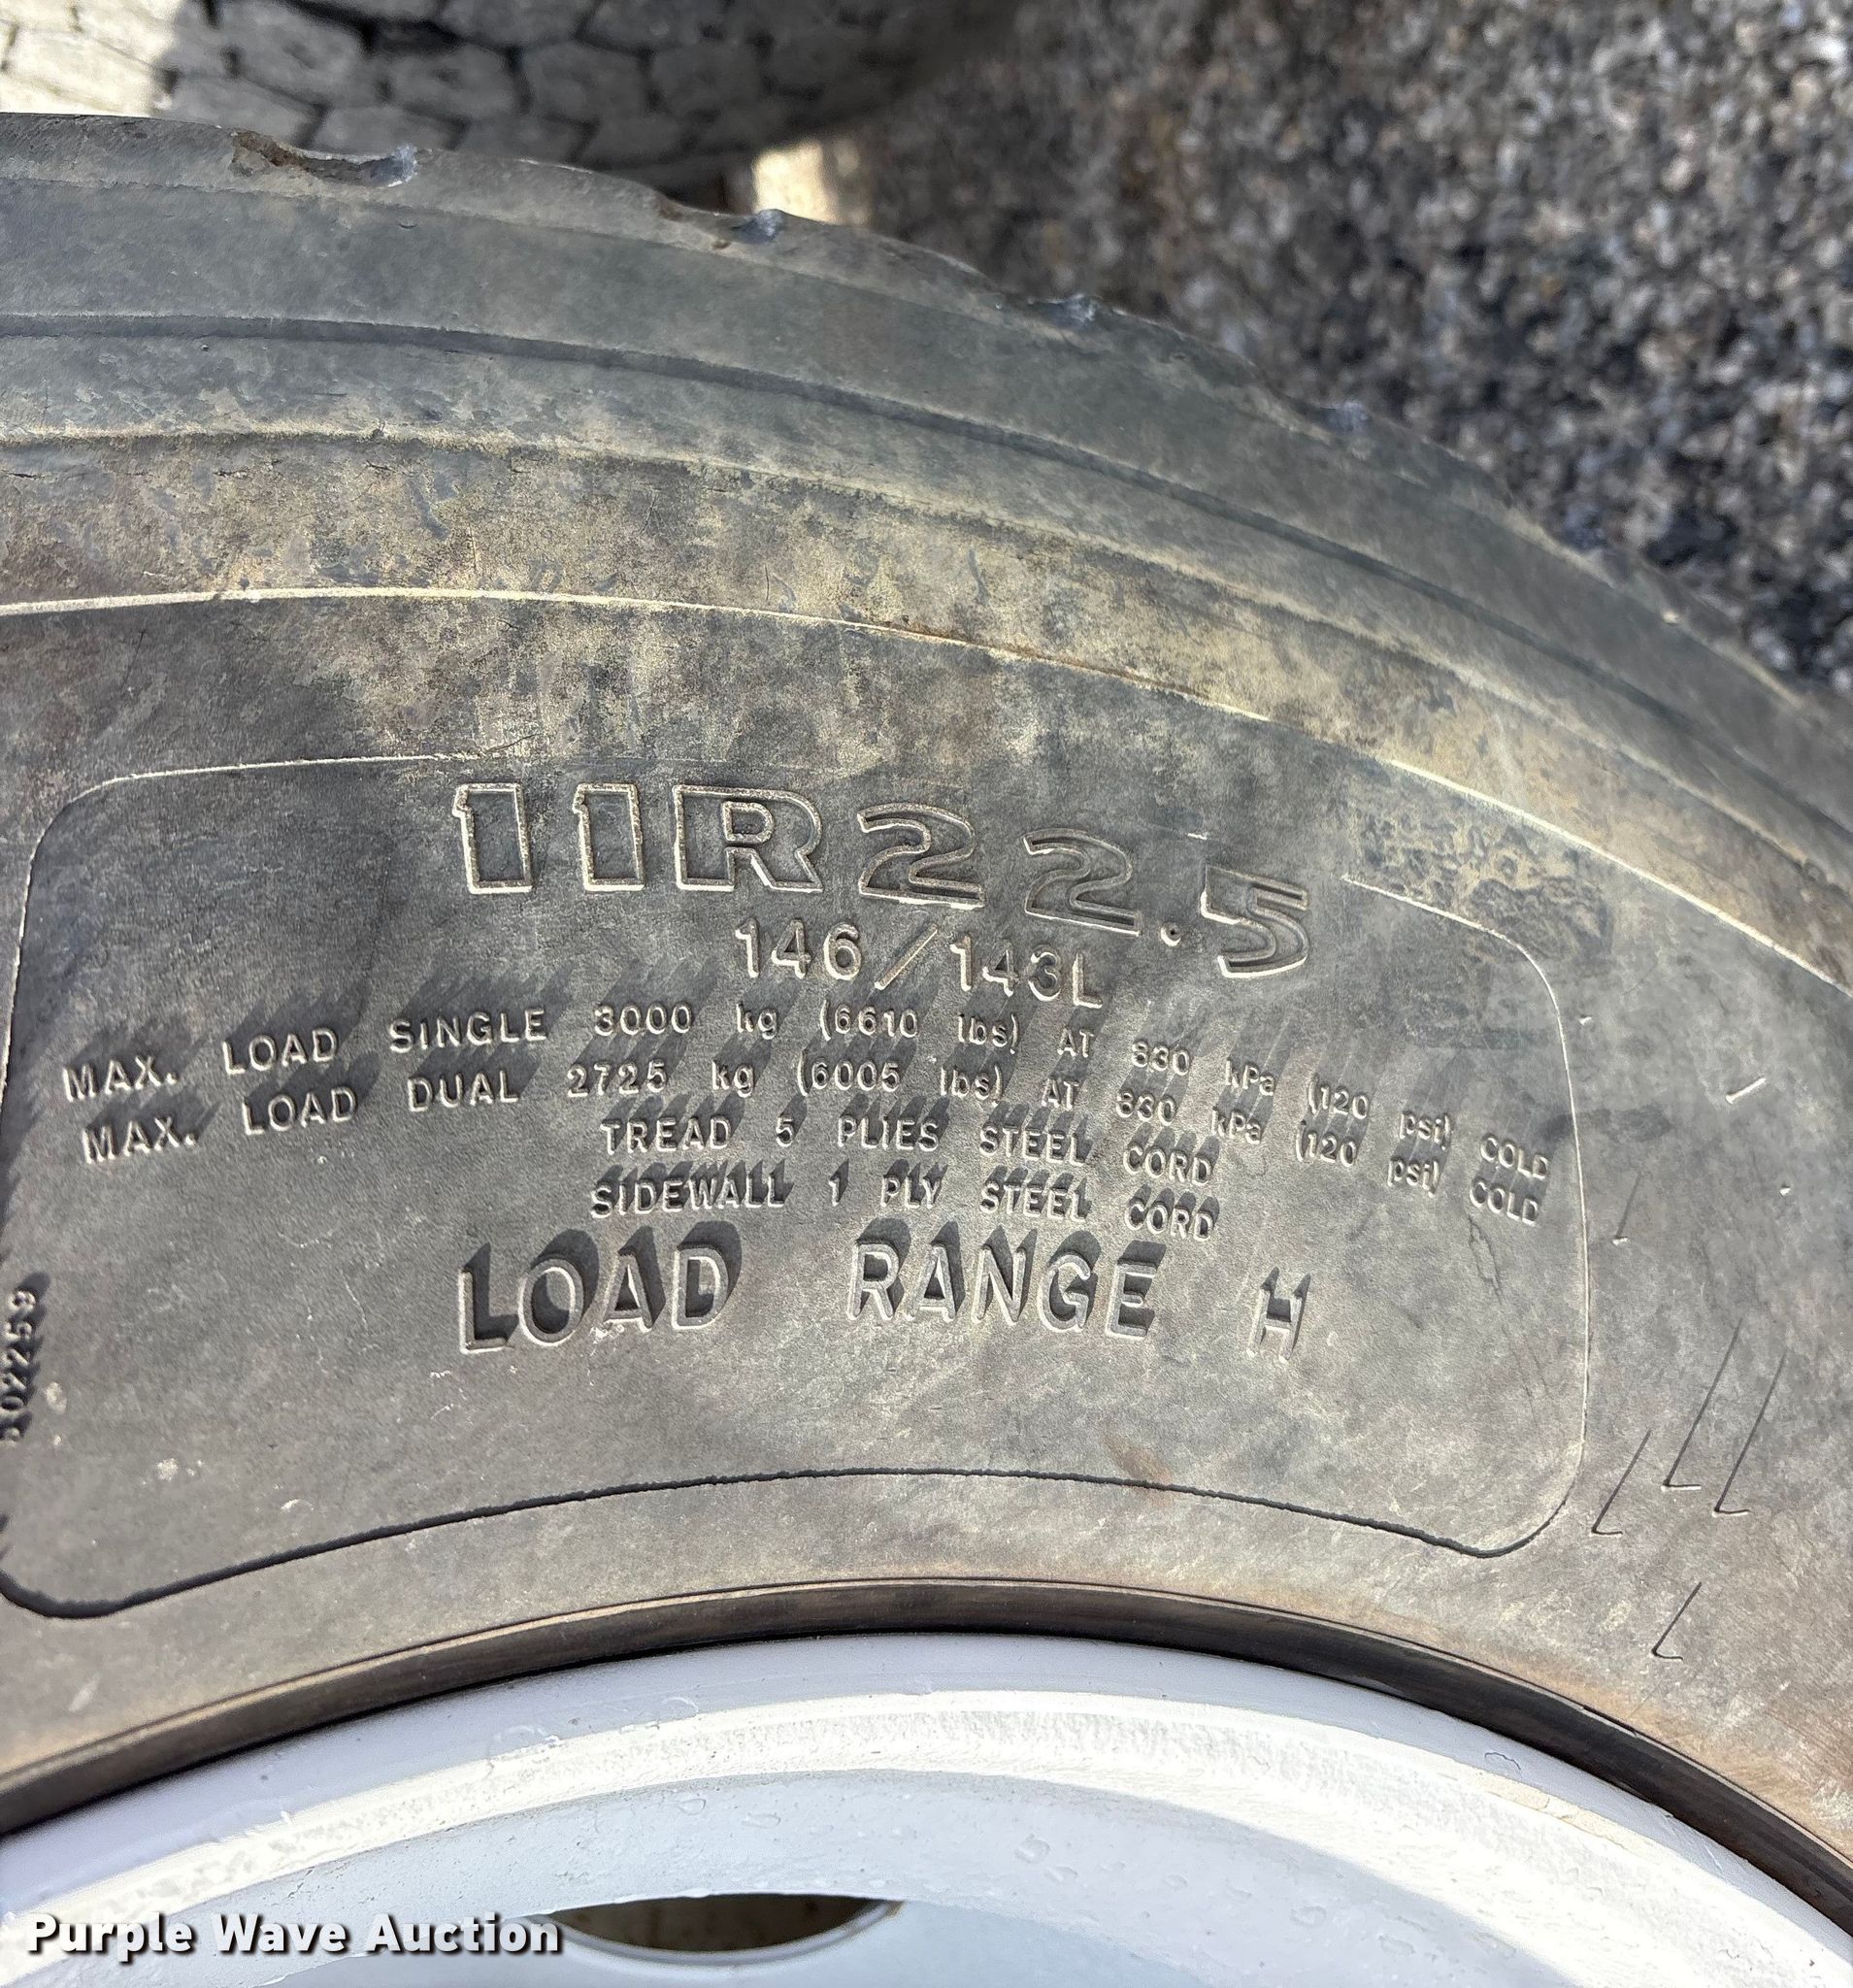 11R22.5
146/143L
MAX. LOAD SINGLE 3000 kg (6610 lbs) AT 830 kPa (120 psi) COLD
MAX. LOAD DUAL 2725 kg (6005 lbs) AT 830 kPa (120 psi) COLD
TREAD 5 PLIES STEEL CORD
SIDEWALL 1 PLY STEEL CORD
LOAD RANGE H
Purple Wave Auction